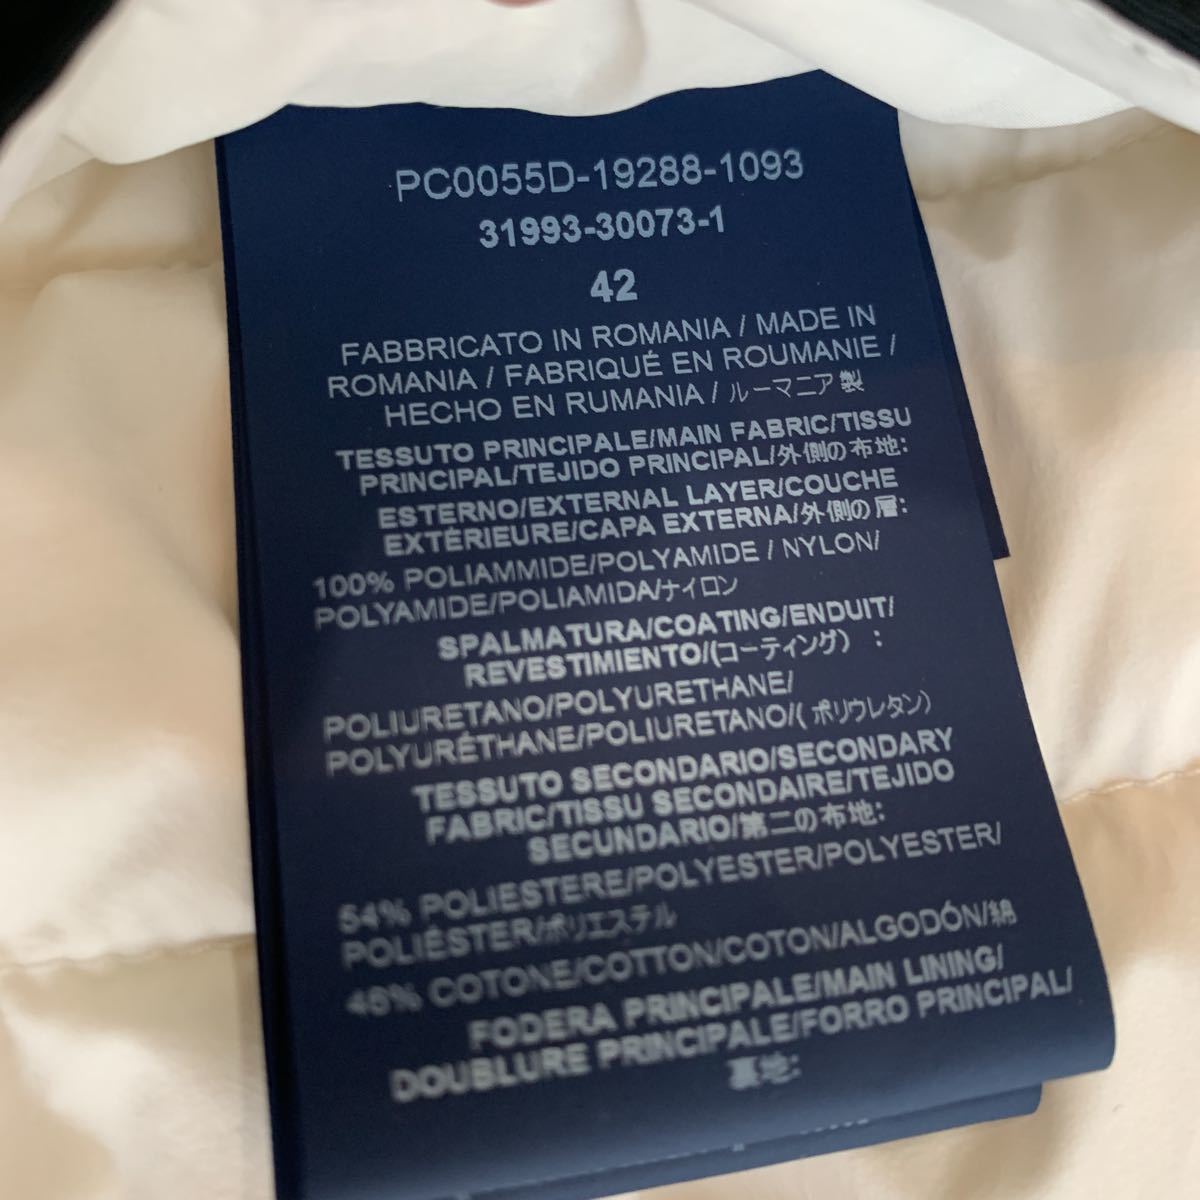 PC0055D-19288-1093
31993-30073-1
42
FABBRICATO IN ROMANIA / MADE IN
ROMANIA / FABRIQUÉ EN ROUMANIE /
HECHO EN RUMANIA / ルーマニア製
TESSUTO PRINCIPALE/MAIN FABRIC/TISSU
PRINCIPAL/TEJIDO PRINCIPAL/外側の布地:
ESTERNO/EXTERNAL LAYER/COUCHE
EXTÉRIEURE/CAPA EXTERNA/外側の層:
100% POLIAMMIDE/POLYAMIDE / NYLON/
POLYAMIDE/POLIAMIDA/ナイロン
SPALMATURA/COATING/ENDUIT/
REVESTIMIENTO/(コーティング) :
POLIURETANO/POLYURETHANE/
POLYURÉTHANE/POLIURETANO/( ポリウレタン)
TESSUTO SECONDARIO/SECONDARY
FABRIC/TISSU SECONDAIRE/TEJIDO
SECUNDARIO/第二の布地:
54% POLIESTERE/POLYESTER/POLYESTER/
POLIÉSTER/ポリエステル
46% COTONE/COTTON/COTON/ALGODÓN/綿
FODERA PRINCIPALE/MAIN LINING/
DOUBLURE PRINCIPALE/FORRO PRINCIPAL/
裏地: